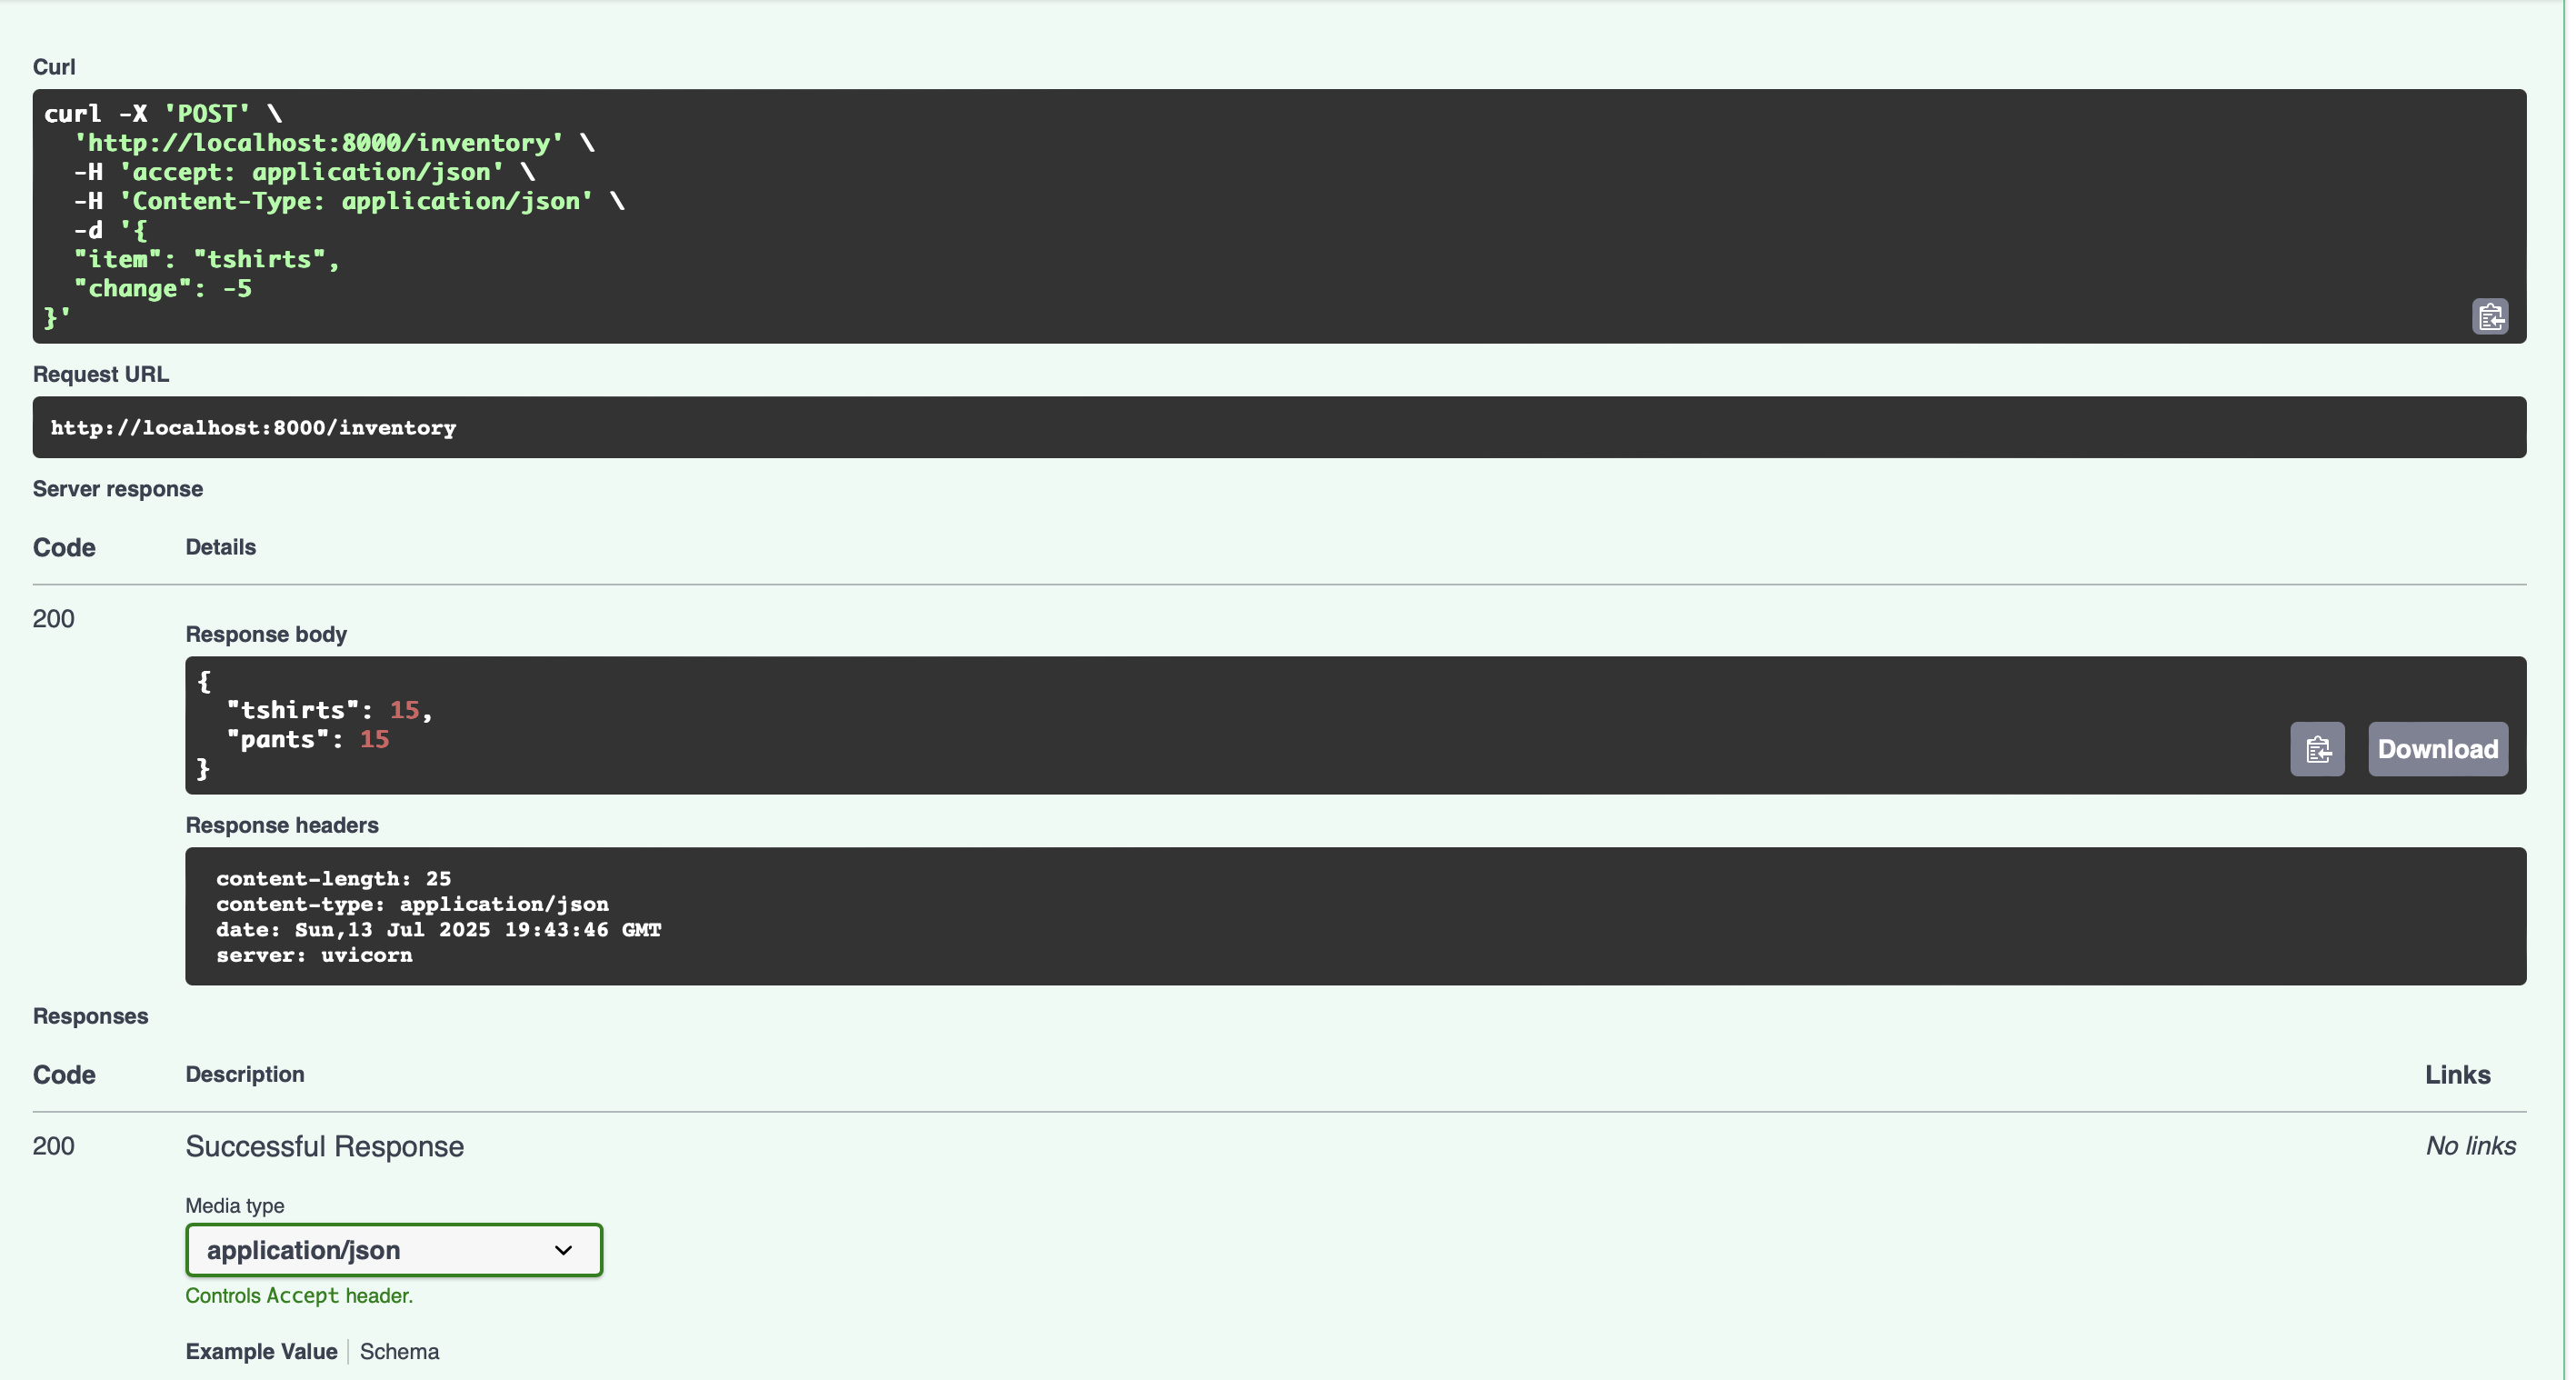 Curl
curl -X 'POST' \
  'http://localhost:8000/inventory' \
  -H 'accept: application/json' \
  -H 'Content-Type: application/json' \
  -d '{
  "item": "tshirts",
  "change": -5
}'
Request URL
http://localhost:8000/inventory
Server response
Code Details
200
Response body
{
  "tshirts": 15,
  "pants": 15
}
Download
Response headers
content-length: 25
content-type: application/json
date: Sun,13 Jul 2025 19:43:46 GMT
server: uvicorn
Responses
Code Description Links
200 Successful Response No links
Media type
application/json
Controls Accept header.
Example Value Schema